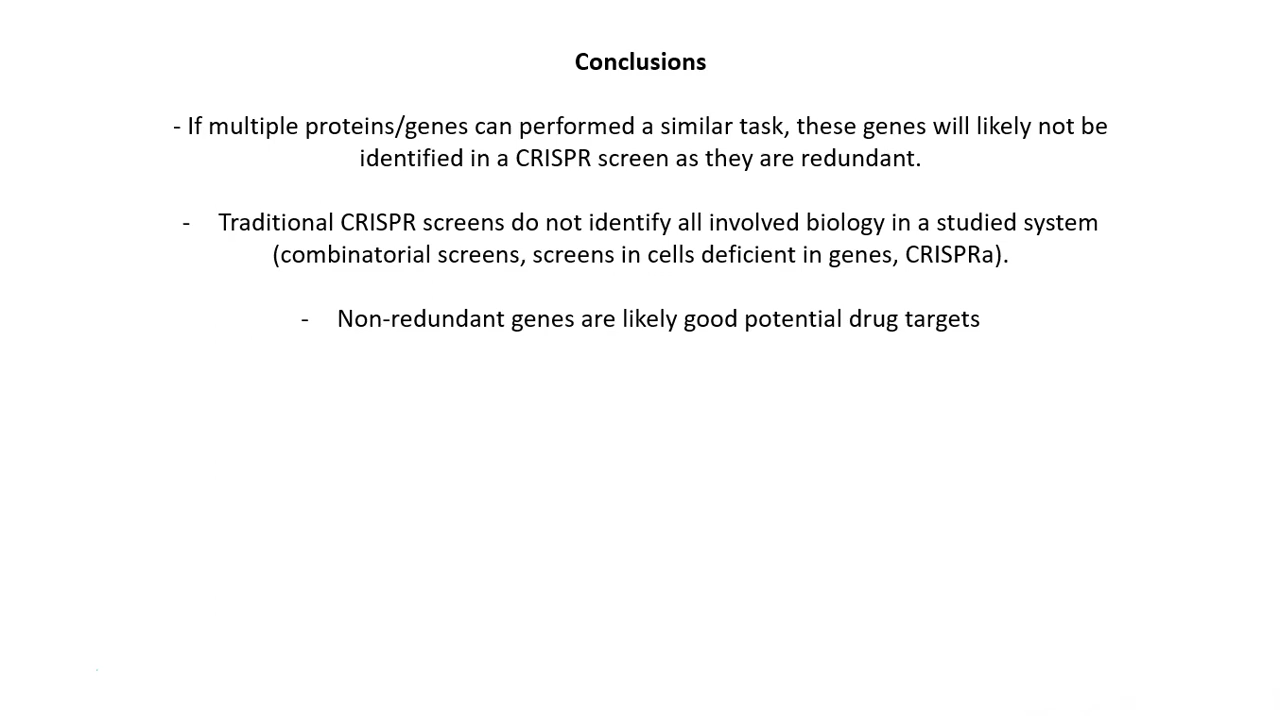 Conclusions
- If multiple proteins/genes can performed a similar task, these genes will likely not be
identified in a CRISPR screen as they are redundant.
- Traditional CRISPR screens do not identify all involved biology in a studied system
(combinatorial screens, screens in cells deficient in genes, CRISPRa).
- Non-redundant genes are likely good potential drug targets